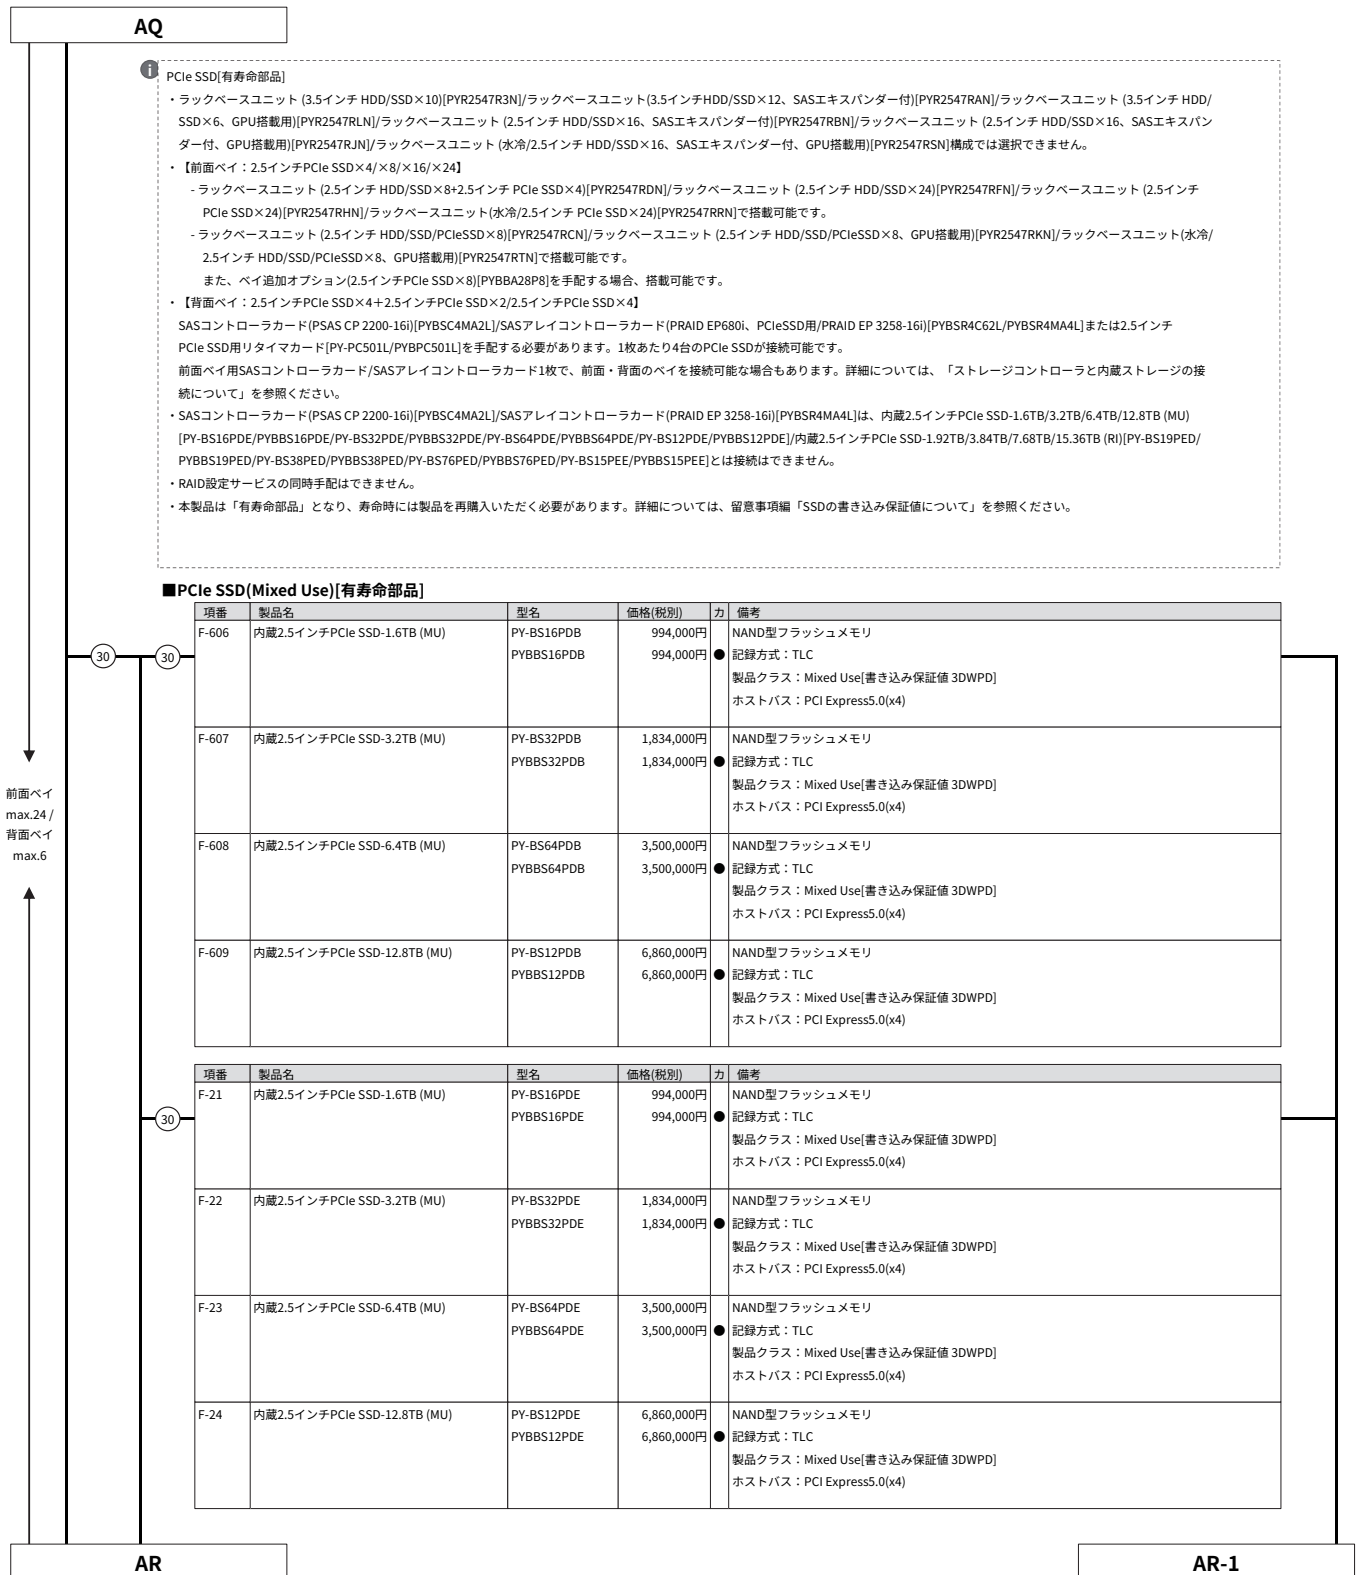 AQ
i
PCIe SSD[有寿命部品]
・ラックベースユニット (3.5インチ HDD/SSD×10)[PYR2547R3N]/ラックベースユニット(3.5インチHDD/SSD×12、SASエキスパンダー付)[PYR2547RAN]/ラックベースユニット (3.5インチ HDD/
SSD×6、GPU搭載用)[PYR2547RLN]/ラックベースユニット (2.5インチ HDD/SSD×16、SASエキスパンダー付)[PYR2547RBN]/ラックベースユニット (2.5インチ HDD/SSD×16、SASエキスパン
ダー付、GPU搭載用)[PYR2547RJN]/ラックベースユニット (水冷/2.5インチ HDD/SSD×16、SASエキスパンダー付、GPU搭載用)[PYR2547RSN]構成では選択できません。
・【前面ベイ：2.5インチPCIe SSD×4/×8/×16/×24】
- ラックベースユニット (2.5インチ HDD/SSD×8+2.5インチ PCIe SSD×4)[PYR2547RDN]/ラックベースユニット (2.5インチ HDD/SSD×24)[PYR2547RFN]/ラックベースユニット (2.5インチ
PCIe SSD×24)[PYR2547RHN]/ラックベースユニット(水冷/2.5インチ PCIe SSD×24)[PYR2547RRN]で搭載可能です。
- ラックベースユニット (2.5インチ HDD/SSD/PCIeSSD×8)[PYR2547RCN]/ラックベースユニット (2.5インチ HDD/SSD/PCIeSSD×8、GPU搭載用)[PYR2547RKN]/ラックベースユニット(水冷/
2.5インチ HDD/SSD/PCIeSSD×8、GPU搭載用)[PYR2547RTN]で搭載可能です。
また、ベイ追加オプション(2.5インチPCIe SSD×8)[PYBBA28P8]を手配する場合、搭載可能です。
・【背面ベイ：2.5インチPCIe SSD×4＋2.5インチPCIe SSD×2/2.5インチPCIe SSD×4】
SASコントローラカード(PSAS CP 2200-16i)[PYBSC4MA2L]/SASアレイコントローラカード(PRAID EP680i、PCIeSSD用/PRAID EP 3258-16i)[PYBSR4C62L/PYBSR4MA4L]または2.5インチ
PCIe SSD用リタイマカード[PY-PC501L/PYBPC501L]を手配する必要があります。1枚あたり4台のPCIe SSDが接続可能です。
前面ベイ用SASコントローラカード/SASアレイコントローラカード1枚で、前面・背面のベイを接続可能な場合もあります。詳細については、「ストレージコントローラと内蔵ストレージの接
続について」を参照ください。
・SASコントローラカード(PSAS CP 2200-16i)[PYBSC4MA2L]/SASアレイコントローラカード(PRAID EP 3258-16i)[PYBSR4MA4L]は、内蔵2.5インチPCIe SSD-1.6TB/3.2TB/6.4TB/12.8TB (MU)
[PY-BS16PDE/PYBBS16PDE/PY-BS32PDE/PYBBS32PDE/PY-BS64PDE/PYBBS64PDE/PY-BS12PDE/PYBBS12PDE]/内蔵2.5インチPCIe SSD-1.92TB/3.84TB/7.68TB/15.36TB (RI)[PY-BS19PED/
PYBBS19PED/PY-BS38PED/PYBBS38PED/PY-BS76PED/PYBBS76PED/PY-BS15PEE/PYBBS15PEE]とは接続はできません。
・RAID設定サービスの同時手配はできません。
・本製品は「有寿命部品」となり、寿命時には製品を再購入いただく必要があります。詳細については、留意事項編「SSDの書き込み保証値について」を参照ください。
■PCIe SSD(Mixed Use)[有寿命部品]
項番 製品名 型名 価格(税別) カ 備考
F-606 内蔵2.5インチPCIe SSD-1.6TB (MU) PY-BS16PDB 994,000円 NAND型フラッシュメモリ
30 30 PYBBS16PDB 994,000円 ● 記録方式：TLC
製品クラス：Mixed Use[書き込み保証値 3DWPD]
ホストバス：PCI Express5.0(x4)
F-607 内蔵2.5インチPCIe SSD-3.2TB (MU) PY-BS32PDB 1,834,000円 NAND型フラッシュメモリ
PYBBS32PDB 1,834,000円 ● 記録方式：TLC
製品クラス：Mixed Use[書き込み保証値 3DWPD]
ホストバス：PCI Express5.0(x4)
前面ベイ
max.24 /
背面ベイ
max.6
F-608 内蔵2.5インチPCIe SSD-6.4TB (MU) PY-BS64PDB 3,500,000円 NAND型フラッシュメモリ
PYBBS64PDB 3,500,000円 ● 記録方式：TLC
製品クラス：Mixed Use[書き込み保証値 3DWPD]
ホストバス：PCI Express5.0(x4)
F-609 内蔵2.5インチPCIe SSD-12.8TB (MU) PY-BS12PDB 6,860,000円 NAND型フラッシュメモリ
PYBBS12PDB 6,860,000円 ● 記録方式：TLC
製品クラス：Mixed Use[書き込み保証値 3DWPD]
ホストバス：PCI Express5.0(x4)
項番 製品名 型名 価格(税別) カ 備考
F-21 内蔵2.5インチPCIe SSD-1.6TB (MU) PY-BS16PDE 994,000円 NAND型フラッシュメモリ
30 PYBBS16PDE 994,000円 ● 記録方式：TLC
製品クラス：Mixed Use[書き込み保証値 3DWPD]
ホストバス：PCI Express5.0(x4)
F-22 内蔵2.5インチPCIe SSD-3.2TB (MU) PY-BS32PDE 1,834,000円 NAND型フラッシュメモリ
PYBBS32PDE 1,834,000円 ● 記録方式：TLC
製品クラス：Mixed Use[書き込み保証値 3DWPD]
ホストバス：PCI Express5.0(x4)
F-23 内蔵2.5インチPCIe SSD-6.4TB (MU) PY-BS64PDE 3,500,000円 NAND型フラッシュメモリ
PYBBS64PDE 3,500,000円 ● 記録方式：TLC
製品クラス：Mixed Use[書き込み保証値 3DWPD]
ホストバス：PCI Express5.0(x4)
F-24 内蔵2.5インチPCIe SSD-12.8TB (MU) PY-BS12PDE 6,860,000円 NAND型フラッシュメモリ
PYBBS12PDE 6,860,000円 ● 記録方式：TLC
製品クラス：Mixed Use[書き込み保証値 3DWPD]
ホストバス：PCI Express5.0(x4)
AR AR-1